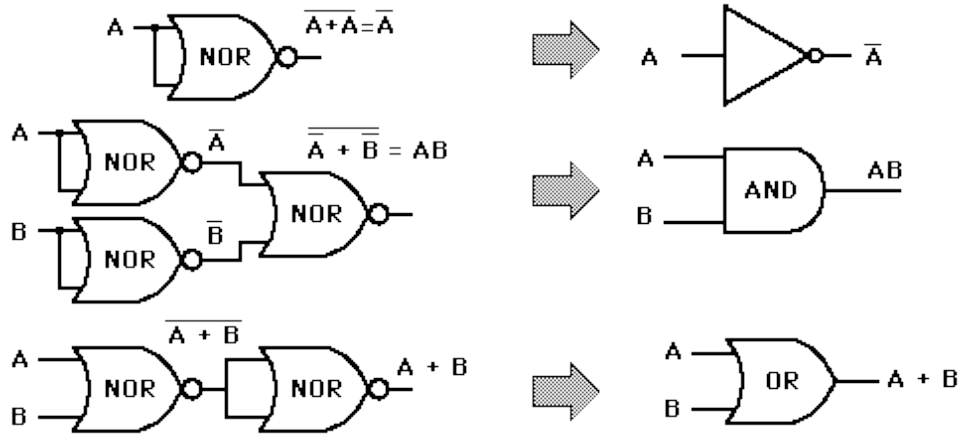 A NOR A̅+̅A̅ = A̅
A A̅
A NOR A̅
B NOR B̅
NOR A̅ ̅+̅ ̅B̅ = AB
A B AND AB
A B NOR A̅ ̅+̅ ̅B̅ NOR A + B
A B OR A + B